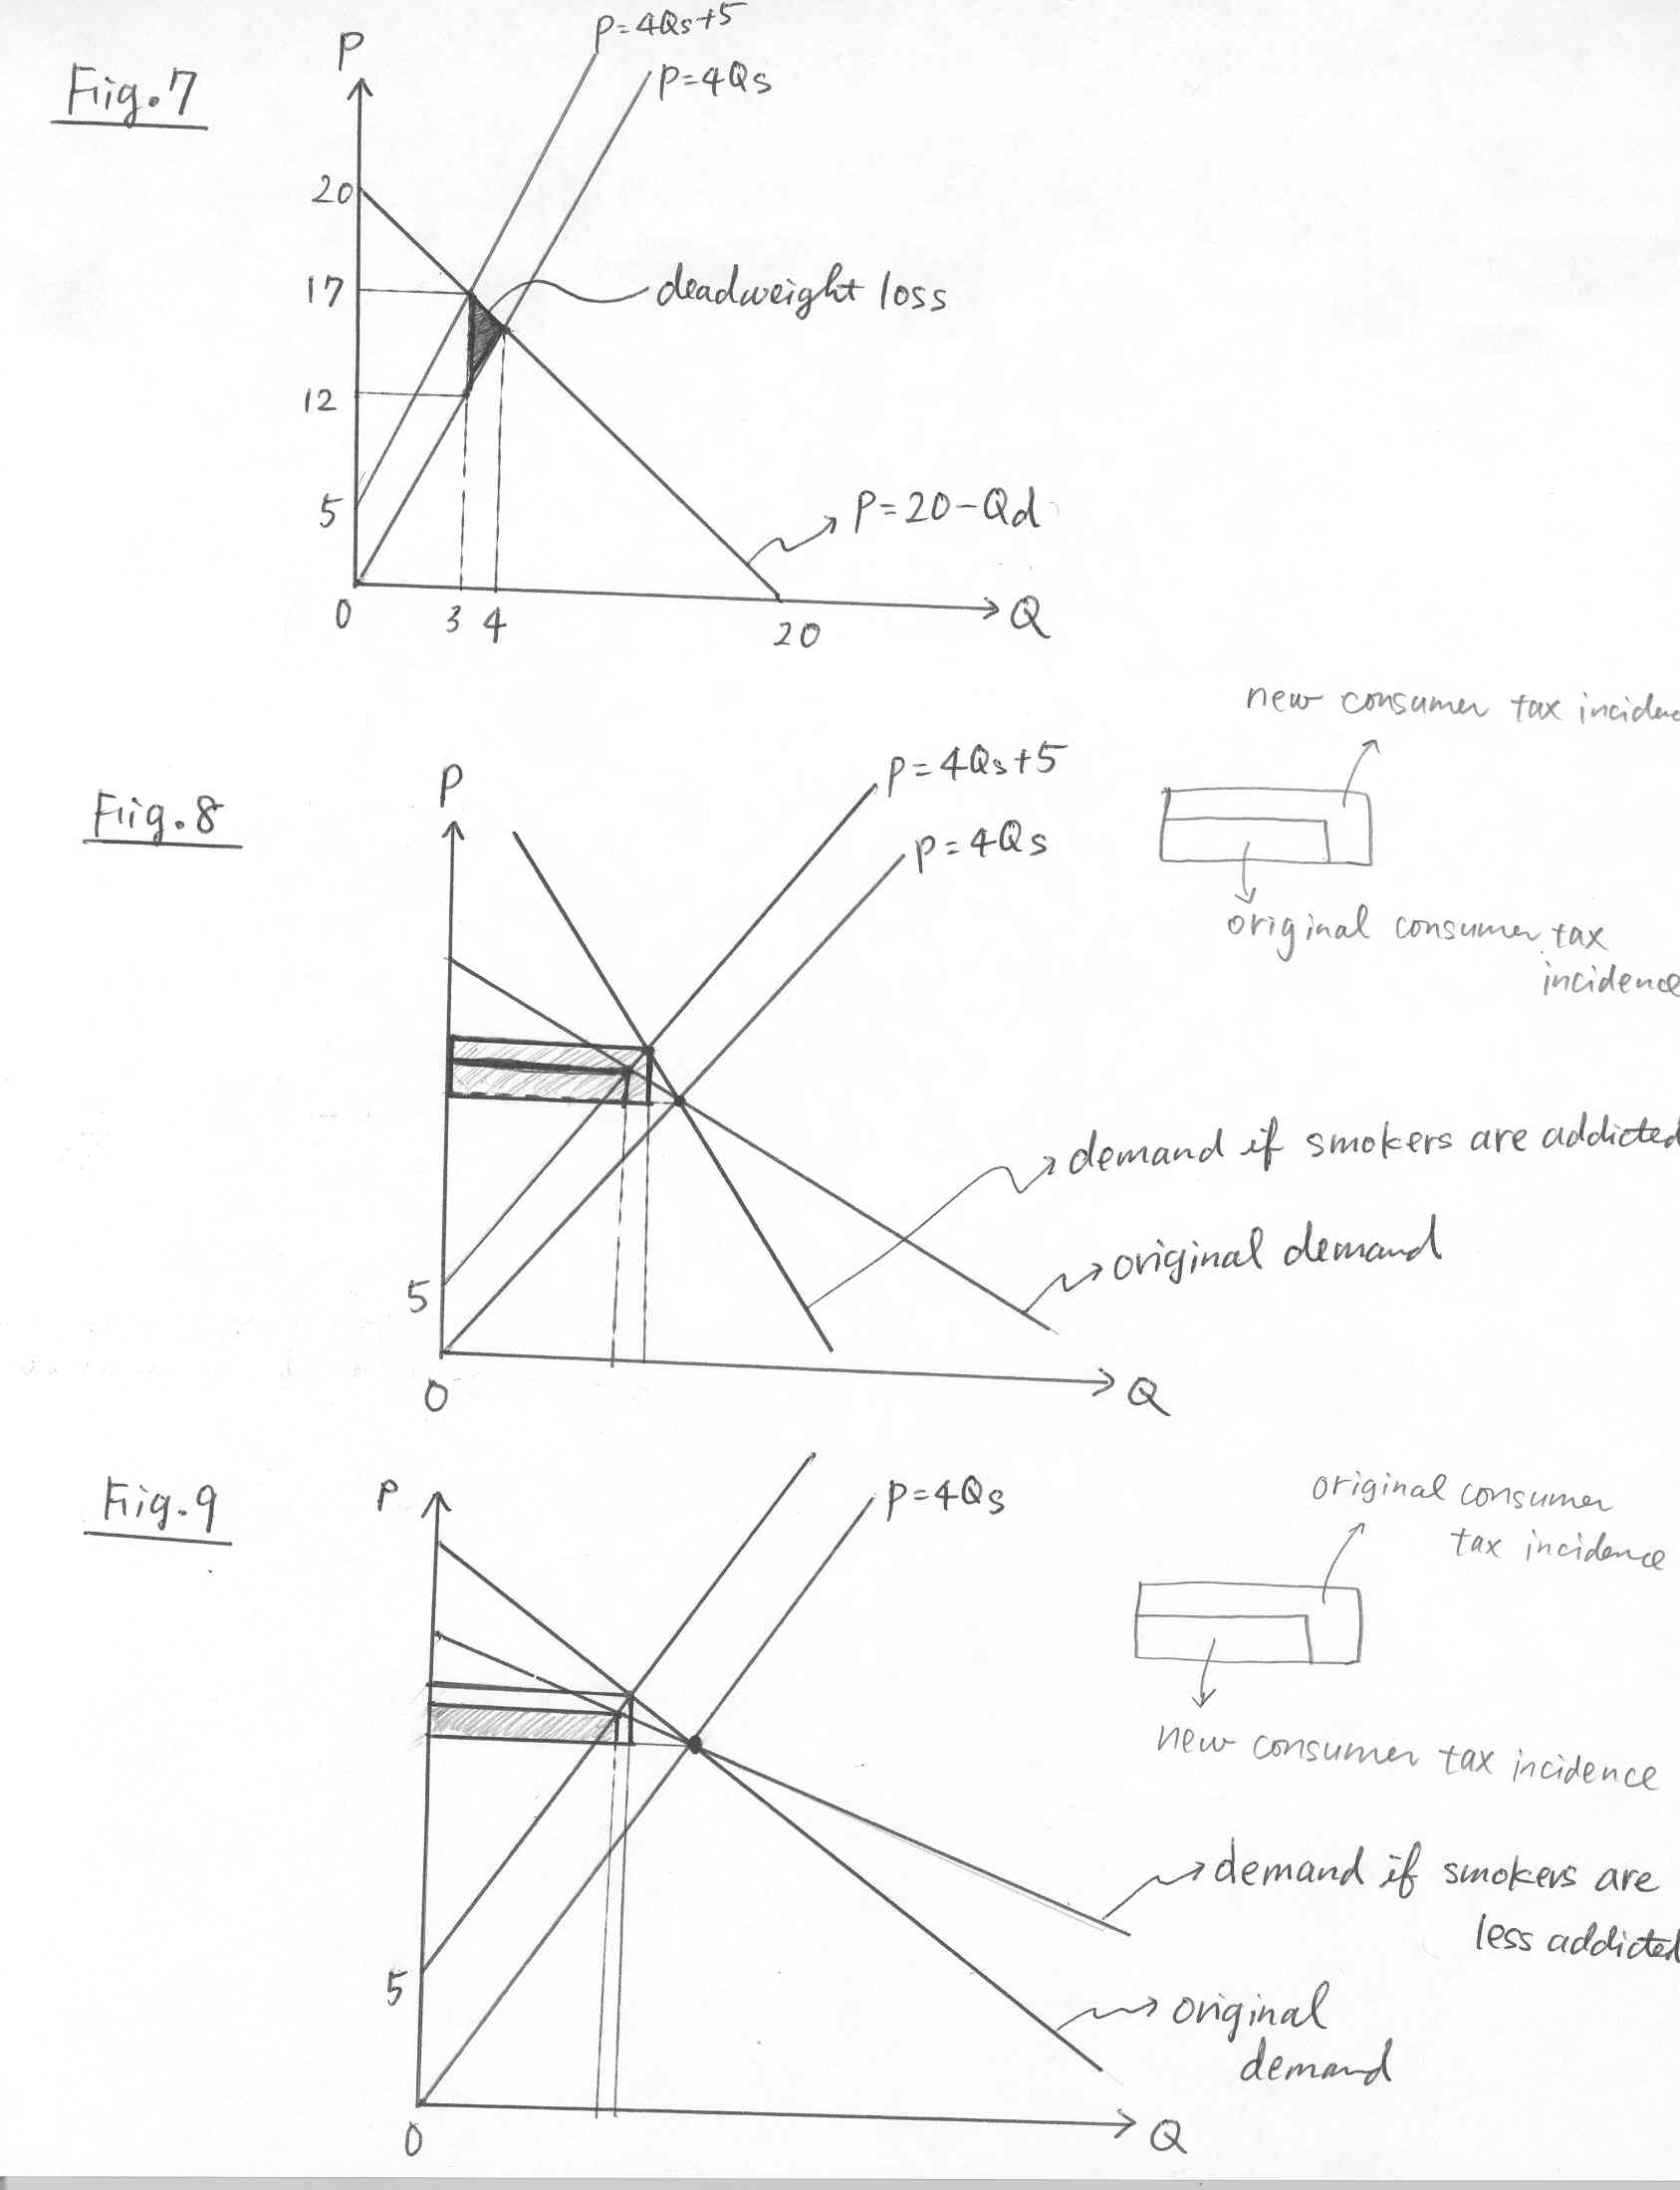 Fig.7
P
P=4Qs+5
P=4Qs
20
17
deadweight loss
12
5
P=20-Qd
0
3
4
20
Q
Fig.8
P
P=4Qs+5
P=4Qs
new consumer tax inciden
original consumer tax
incidence
demand if smokers are addicted
original demand
5
0
Q
Fig.9
P
P=4Qs
original consumer
tax incidence
new consumer tax incidence
demand if smokers are
less addicted
original
demand
5
0
Q